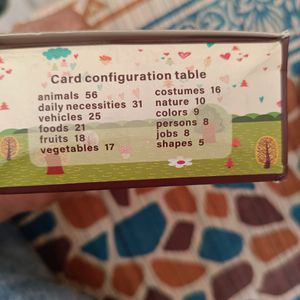 Card configuration table
animals 56
daily necessities 31
vehicles 25
foods 21
fruits 18
vegetables 17
costumes 16
nature 10
colors 9
persons 8
jobs 8
shapes 5